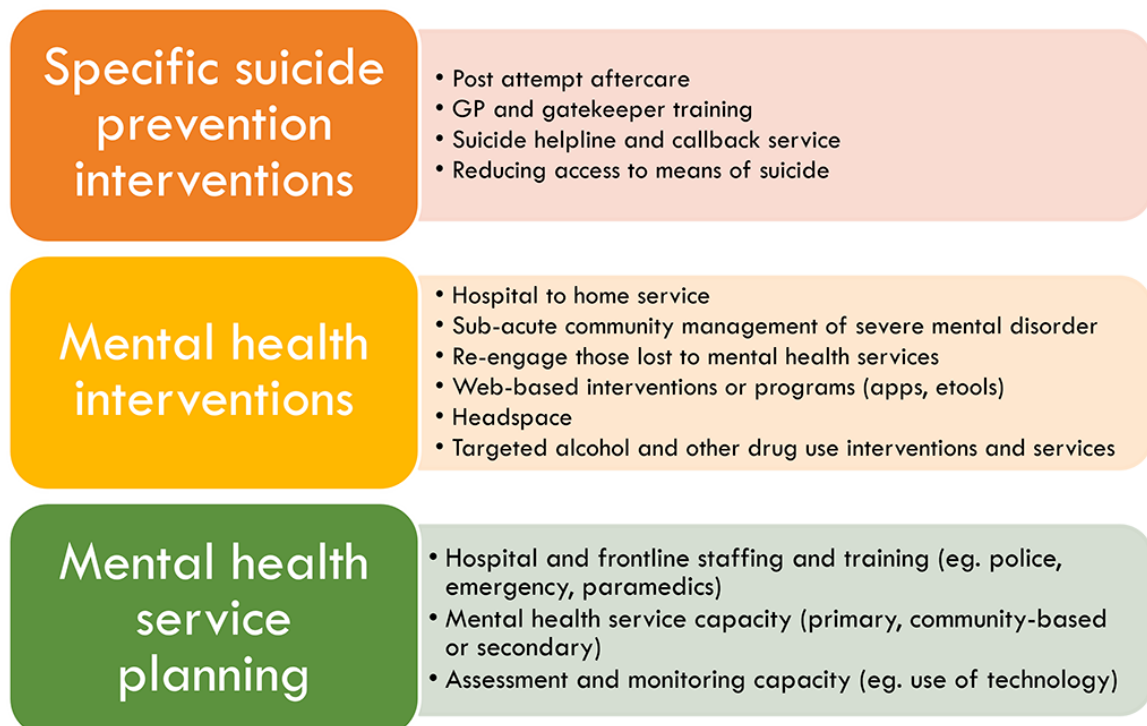 Specific suicide
prevention
interventions
• Post attempt aftercare
• GP and gatekeeper training
• Suicide helpline and callback service
• Reducing access to means of suicide
Mental health
interventions
• Hospital to home service
• Sub-acute community management of severe mental disorder
• Re-engage those lost to mental health services
• Web-based interventions or programs (apps, etools)
• Headspace
• Targeted alcohol and other drug use interventions and services
Mental health
service
planning
• Hospital and frontline staffing and training (eg. police,
emergency, paramedics)
• Mental health service capacity (primary, community-based
or secondary)
• Assessment and monitoring capacity (eg. use of technology)